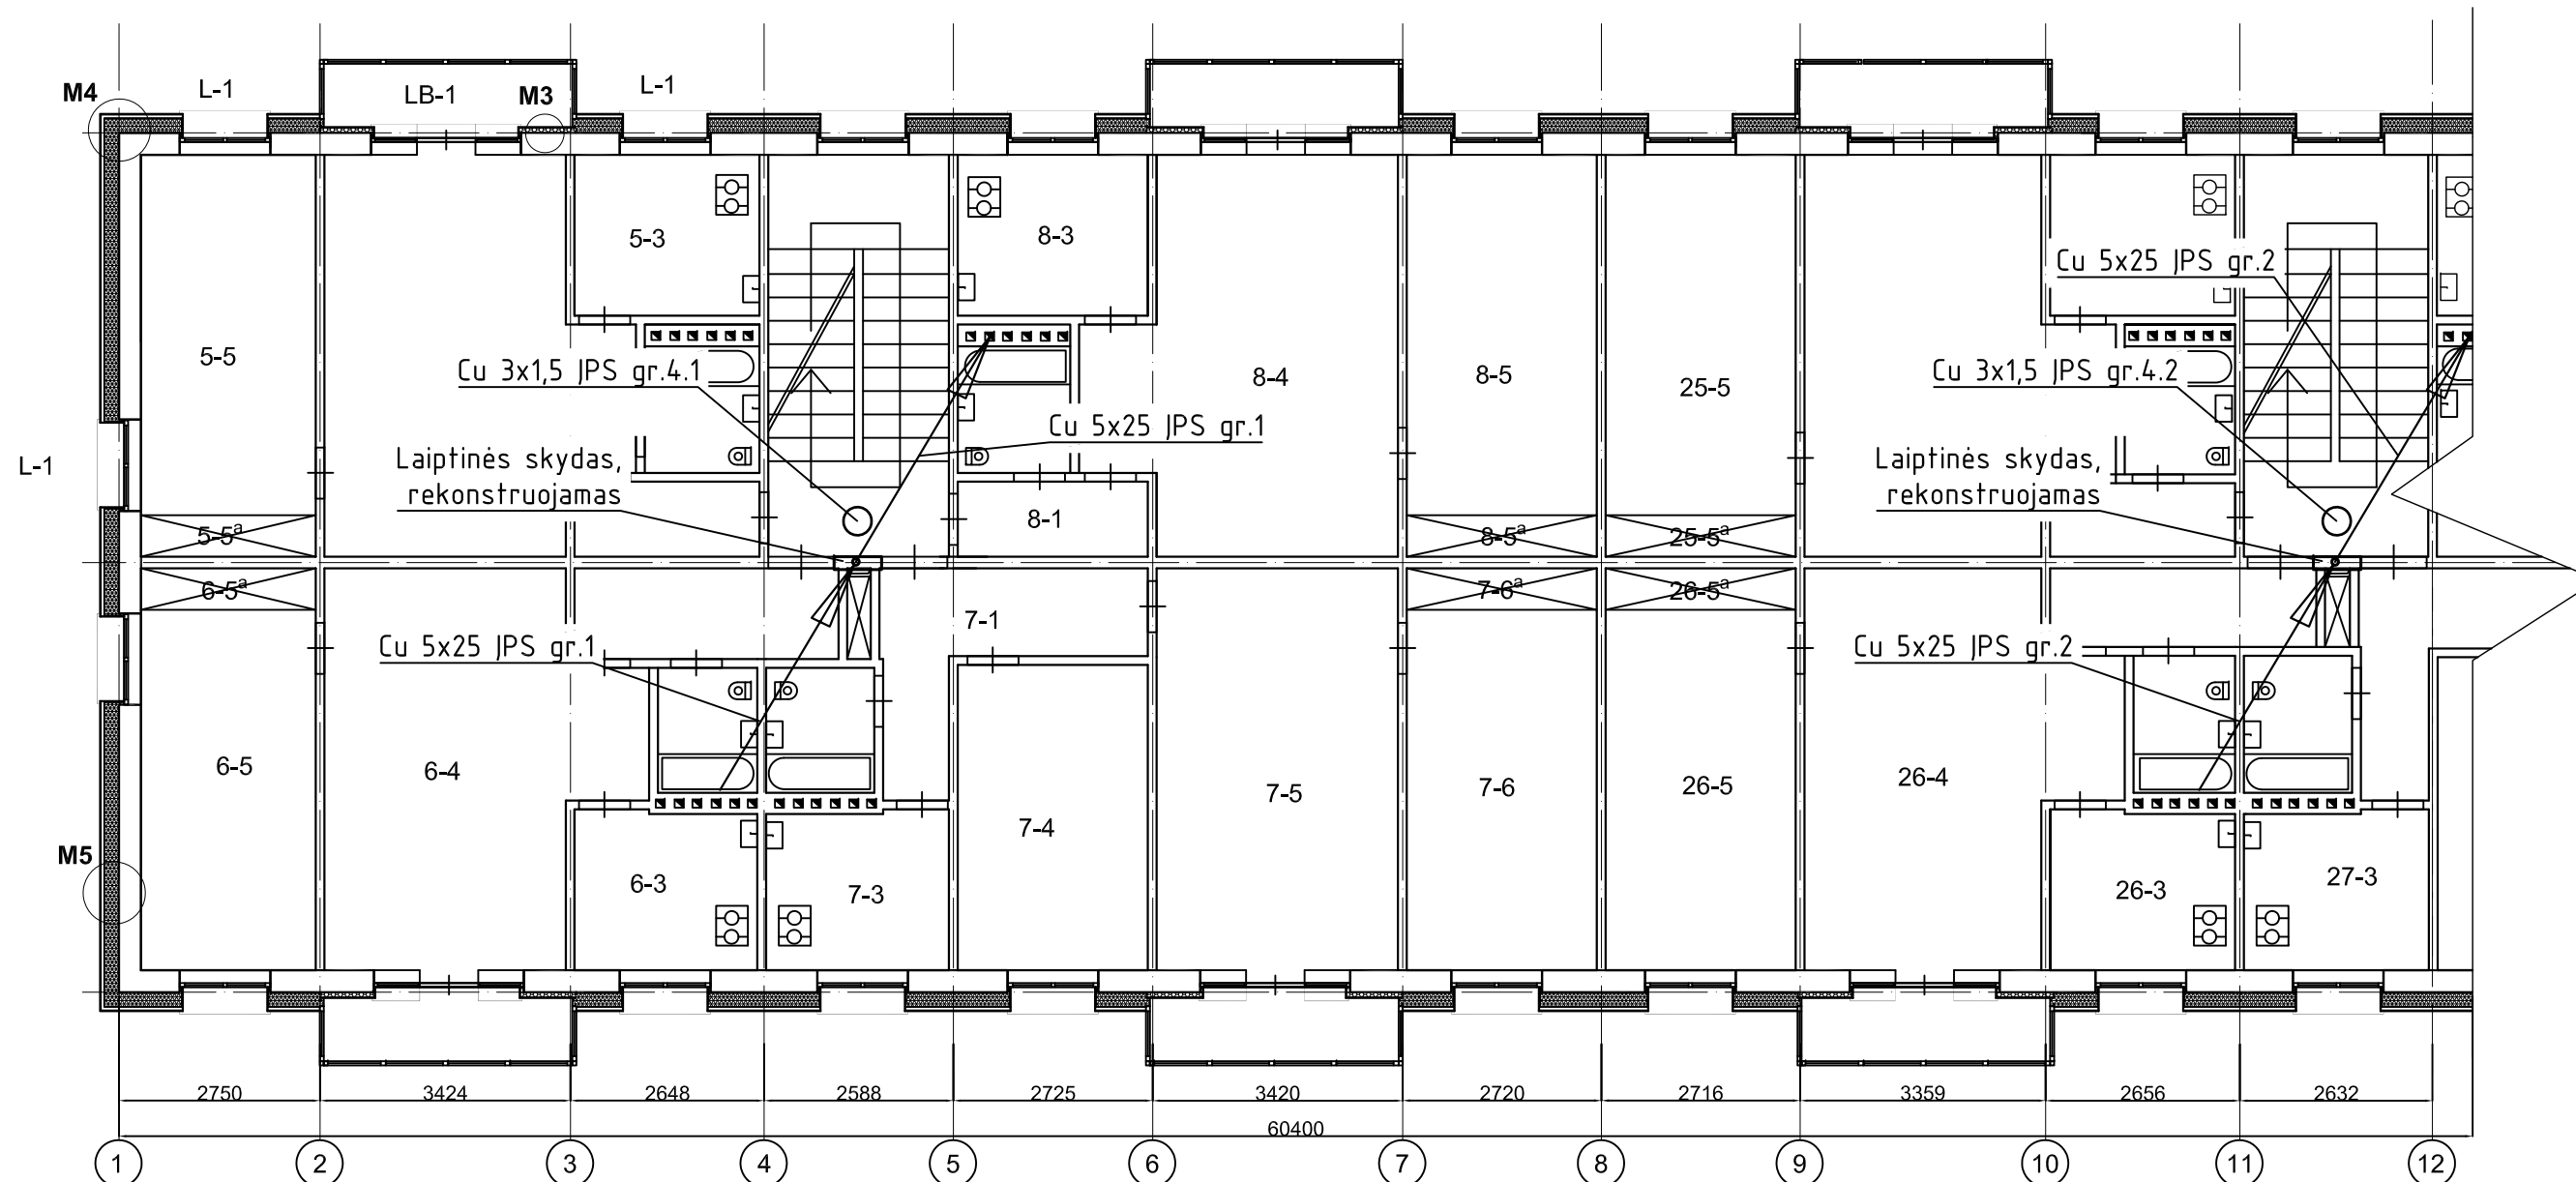 M4
L-1
LB-1
M3
L-1
5-3
8-3
Cu 5x25 JPS gr.2
5-5
Cu 3x1,5 JPS gr.4.1
8-4
8-5
25-5
Cu 3x1,5 JPS gr.4.2
Cu 5x25 JPS gr.1
L-1
Laiptinės skydas,
rekonstruojamas
Laiptinės skydas,
rekonstruojamas
8-1
5-5ª
8-5ª
25-5ª
6-5ª
7-6ª
26-5ª
7-1
Cu 5x25 JPS gr.1
Cu 5x25 JPS gr.2
6-5
6-4
7-5
7-6
26-5
26-4
7-4
M5
6-3
7-3
26-3
27-3
2750
3424
2648
2588
2725
3420
2720
2716
3359
2656
2632
60400
1
2
3
4
5
6
7
8
9
10
11
12